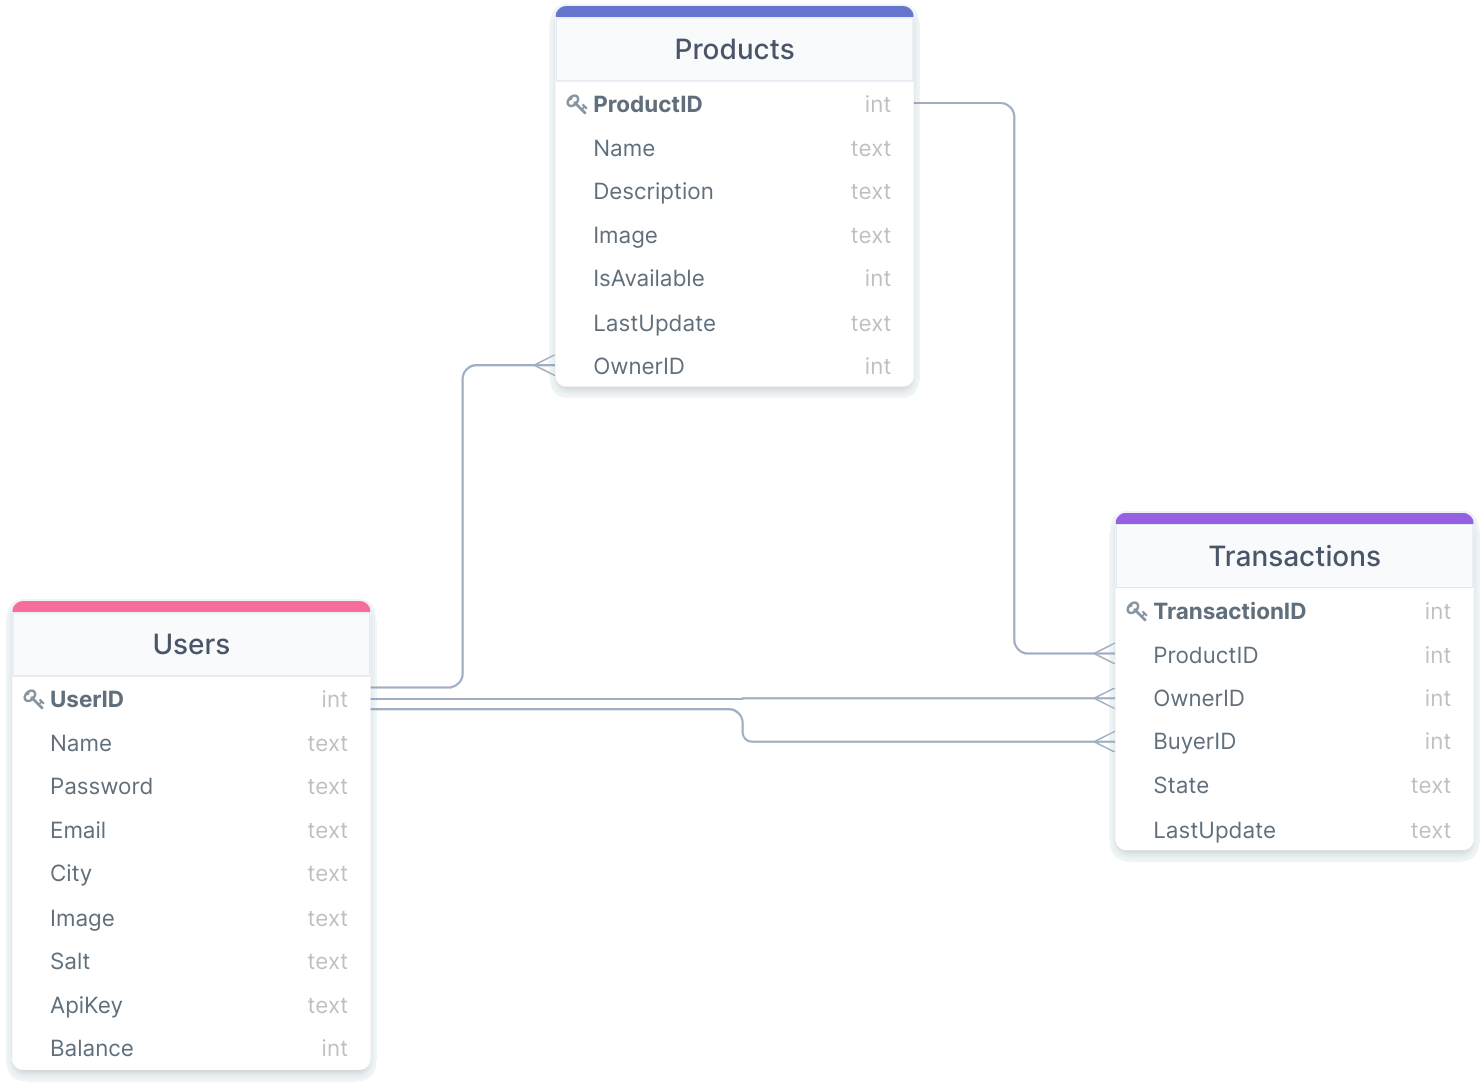 Products
ProductID int
Name text
Description text
Image text
IsAvailable int
LastUpdate text
OwnerID int
Transactions
TransactionID int
ProductID int
OwnerID int
BuyerID int
State text
LastUpdate text
Users
UserID int
Name text
Password text
Email text
City text
Image text
Salt text
ApiKey text
Balance int